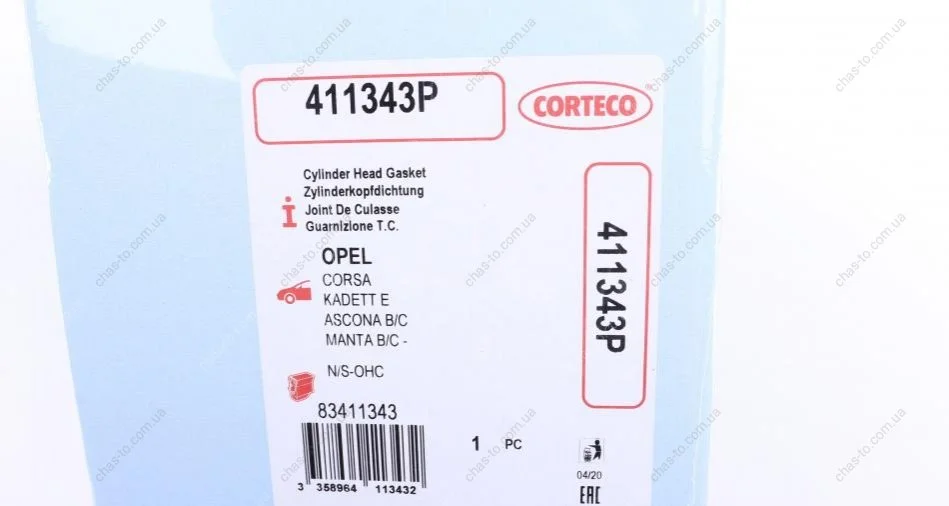 411343P
CORTECO
Cylinder Head Gasket
Zylinderkopfdichtung
Joint De Culasse
Guarnizione T.C.
OPEL
CORSA
KADETT E
ASCONA B/C
MANTA B/C -
N/S-OHC
83411343
3 358964 113432
1 PC
04/20
EAC
411343P
chas-to.com.ua